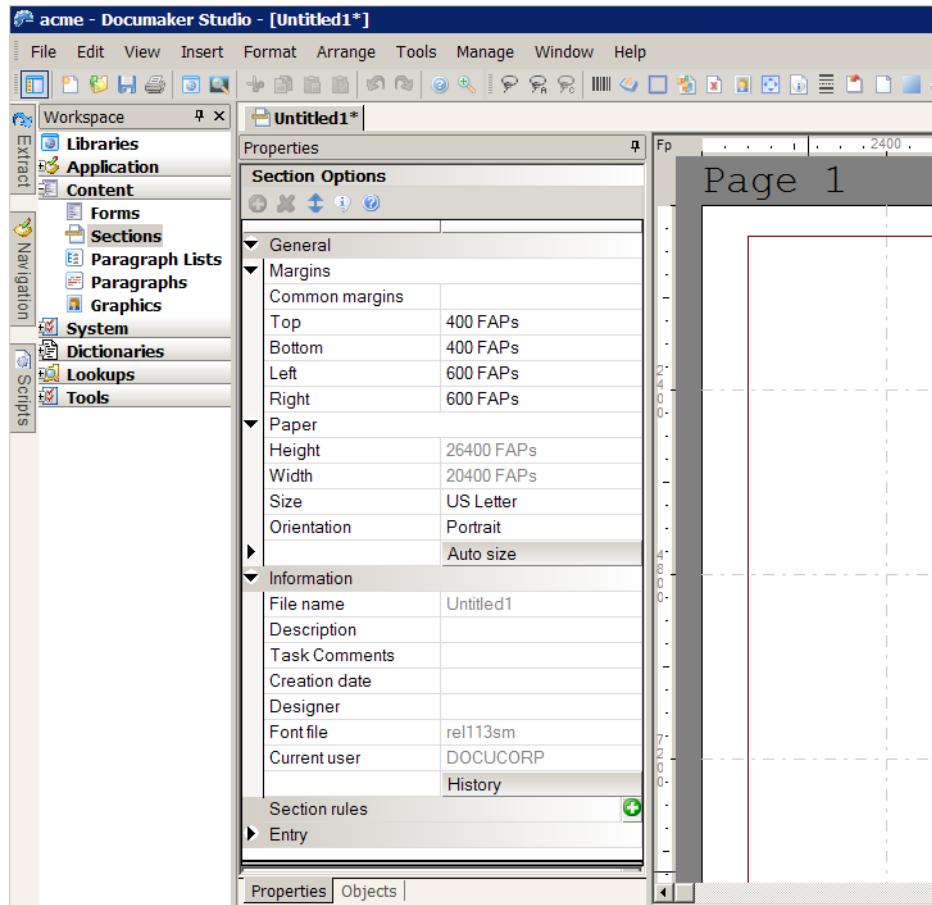 acme - Documaker Studio - [Untitled1*]
File Edit View Insert Format Arrange Tools Manage Window Help
Workspace
Extract
Navigation
Scripts
Libraries
Application
Content
Forms
Sections
Paragraph Lists
Paragraphs
Graphics
System
Dictionaries
Lookups
Tools
Untitled1*
Properties
Section Options
General
Margins
Common margins
Top 400 FAPs
Bottom 400 FAPs
Left 600 FAPs
Right 600 FAPs
Paper
Height 26400 FAPs
Width 20400 FAPs
Size US Letter
Orientation Portrait
Auto size
Information
File name Untitled1
Description
Task Comments
Creation date
Designer
Font file rel113sm
Current user DOCUCORP
History
Section rules
Entry
Properties Objects
Fp 2400
Page 1
2400
4800
7200